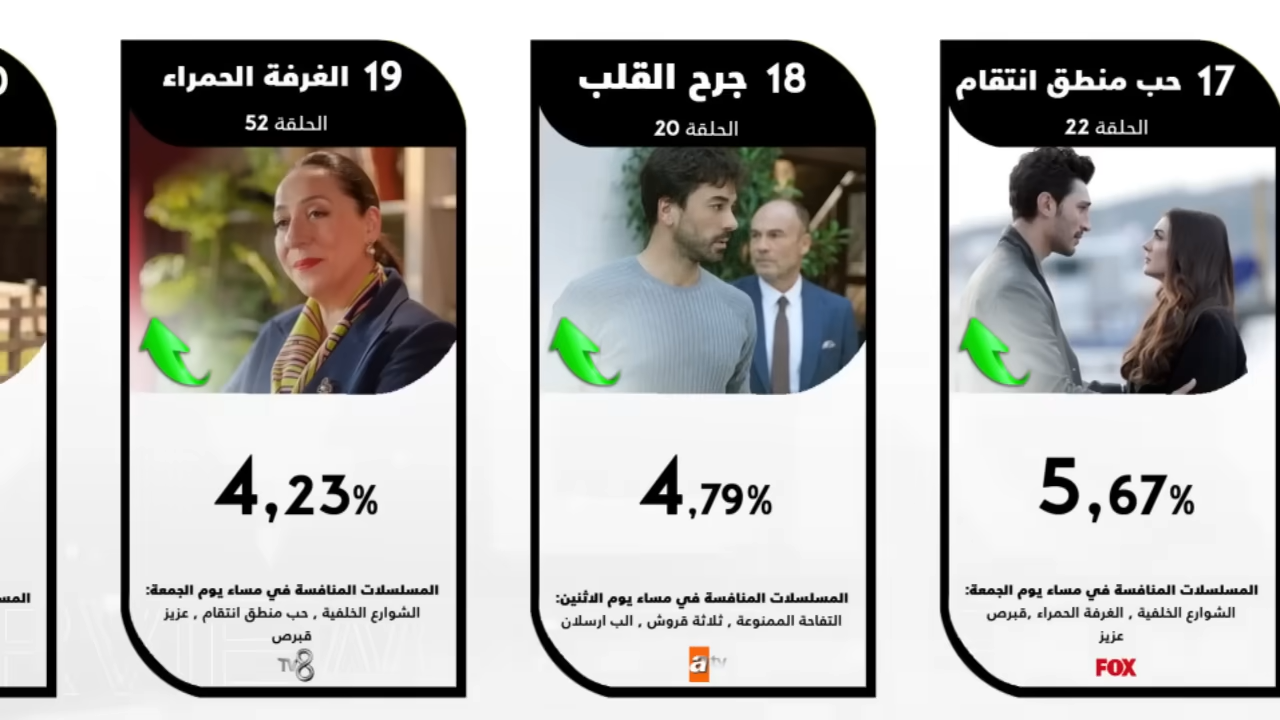 17 حب منطق انتقام
الحلقة 22
5,67%
المسلسلات المنافسة في مساء يوم الجمعة:
الشوارع الخلفية , الغرفة الحمراء ,قبرص
عزيز
FOX
18 جرح القلب
الحلقة 20
4,79%
المسلسلات المنافسة في مساء يوم الاثنين:
التفاحة الممنوعة , ثلاثة قروش , الب ارسلان
atv
19 الغرفة الحمراء
الحلقة 52
4,23%
المسلسلات المنافسة في مساء يوم الجمعة:
الشوارع الخلفية , حب منطق انتقام , عزيز
قبرص
TV8